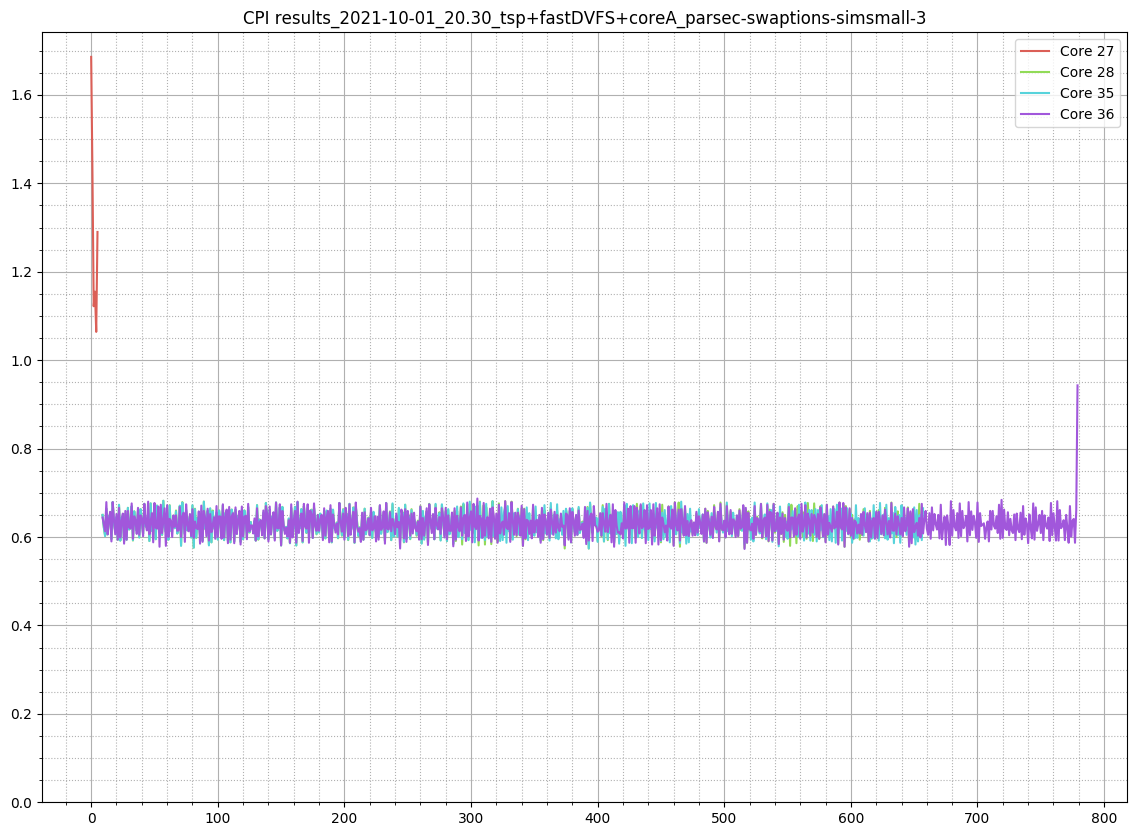 CPI results_2021-10-01_20.30_tsp+fastDVFS+coreA_parsec-swaptions-simsmall-3
Core 27
Core 28
Core 35
Core 36
1.6
1.4
1.2
1.0
0.8
0.6
0.4
0.2
0.0
0 100 200 300 400 500 600 700 800